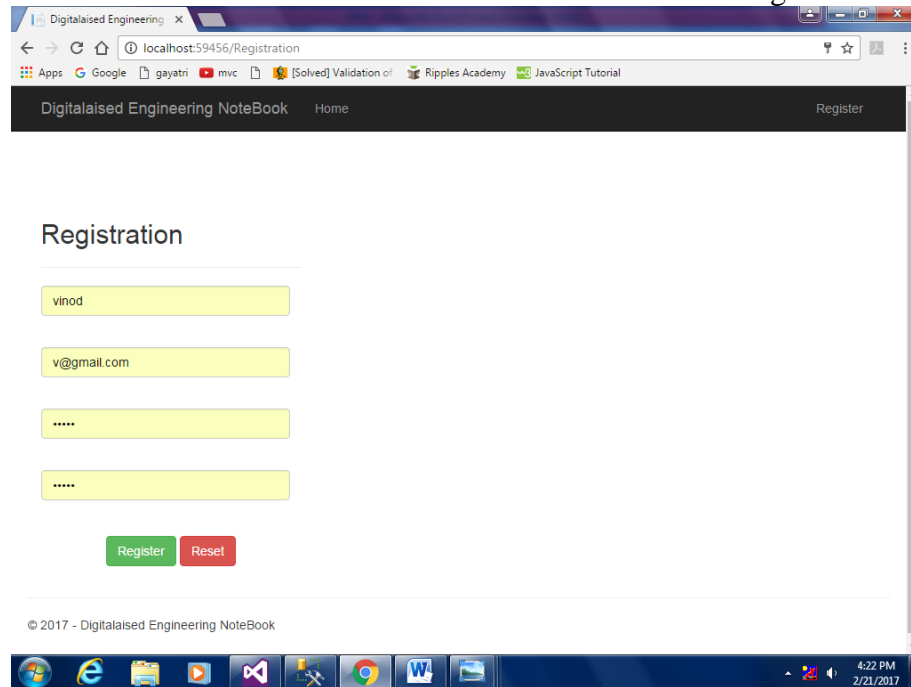 Digitalaised Engineering
localhost:59456/Registration
Apps Google gayatri mvc [Solved] Validation of Ripples Academy JavaScript Tutorial
Digitalaised Engineering NoteBook Home Register
Registration
vinod
v@gmail.com
•••••
•••••
Register Reset
© 2017 - Digitalaised Engineering NoteBook
4:22 PM
2/21/2017